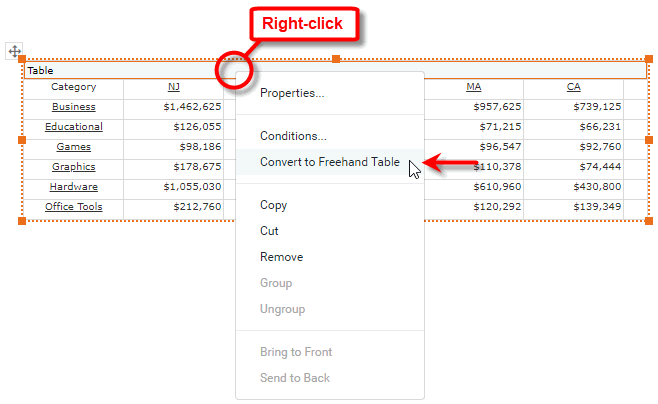 Right-click
Table
Category NJ MA CA
Business $1,462,625 $957,625 $739,125
Educational $126,055 $71,215 $66,231
Games $98,186 $96,547 $92,760
Graphics $178,675 $110,378 $74,444
Hardware $1,055,030 $610,960 $430,800
Office Tools $212,760 $120,292 $139,349
Properties...
Conditions...
Convert to Freehand Table
Copy
Cut
Remove
Group
Ungroup
Bring to Front
Send to Back